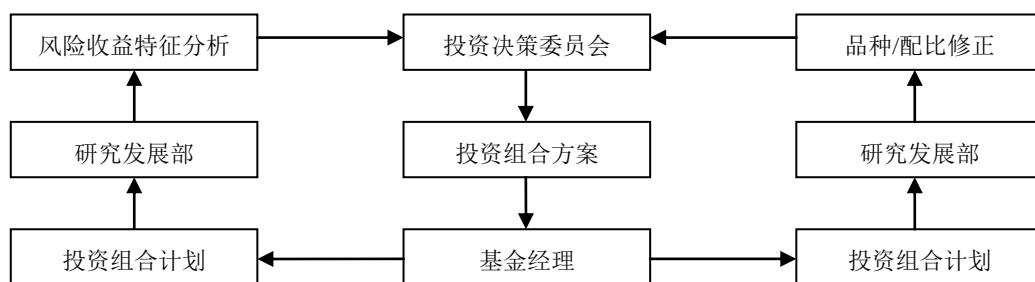 风险收益特征分析
投资决策委员会
品种/配比修正
研究发展部
投资组合方案
研究发展部
投资组合计划
基金经理
投资组合计划